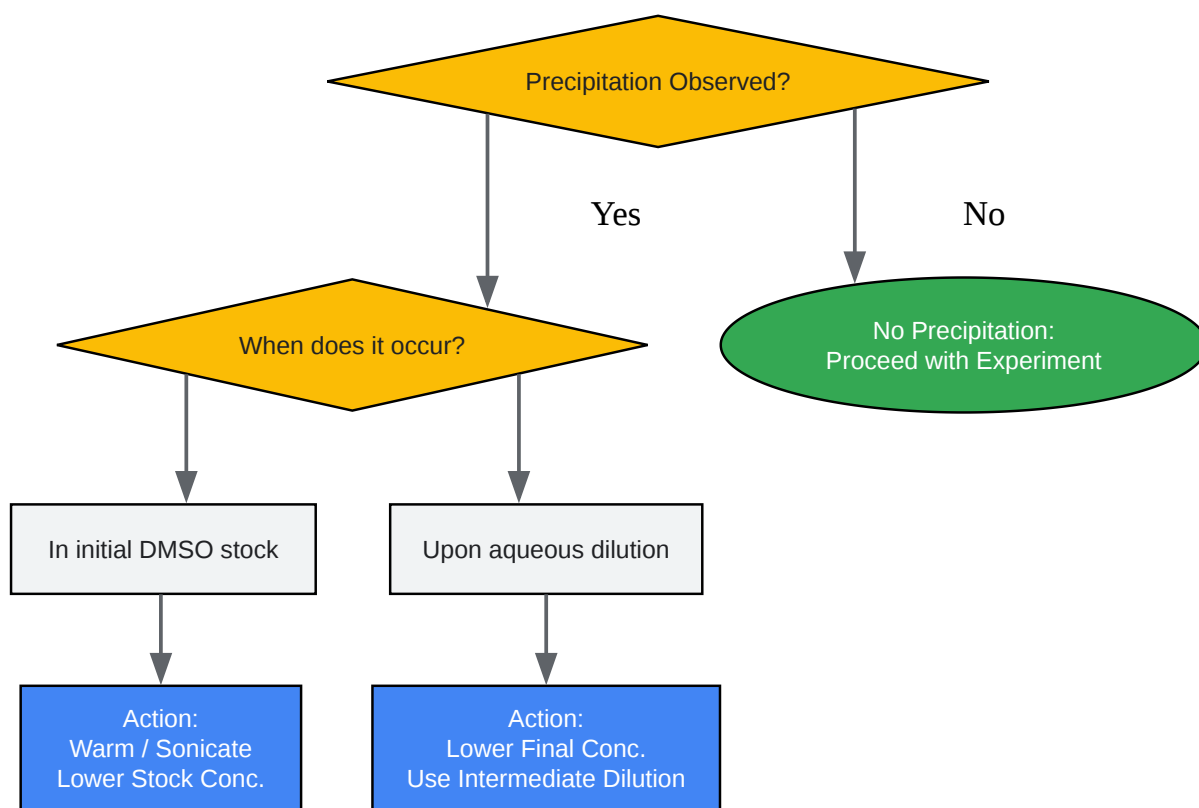 Precipitation Observed?
Yes
No
When does it occur?
No Precipitation:
Proceed with Experiment
In initial DMSO stock
Upon aqueous dilution
Action:
Warm / Sonicate
Lower Stock Conc.
Action:
Lower Final Conc.
Use Intermediate Dilution